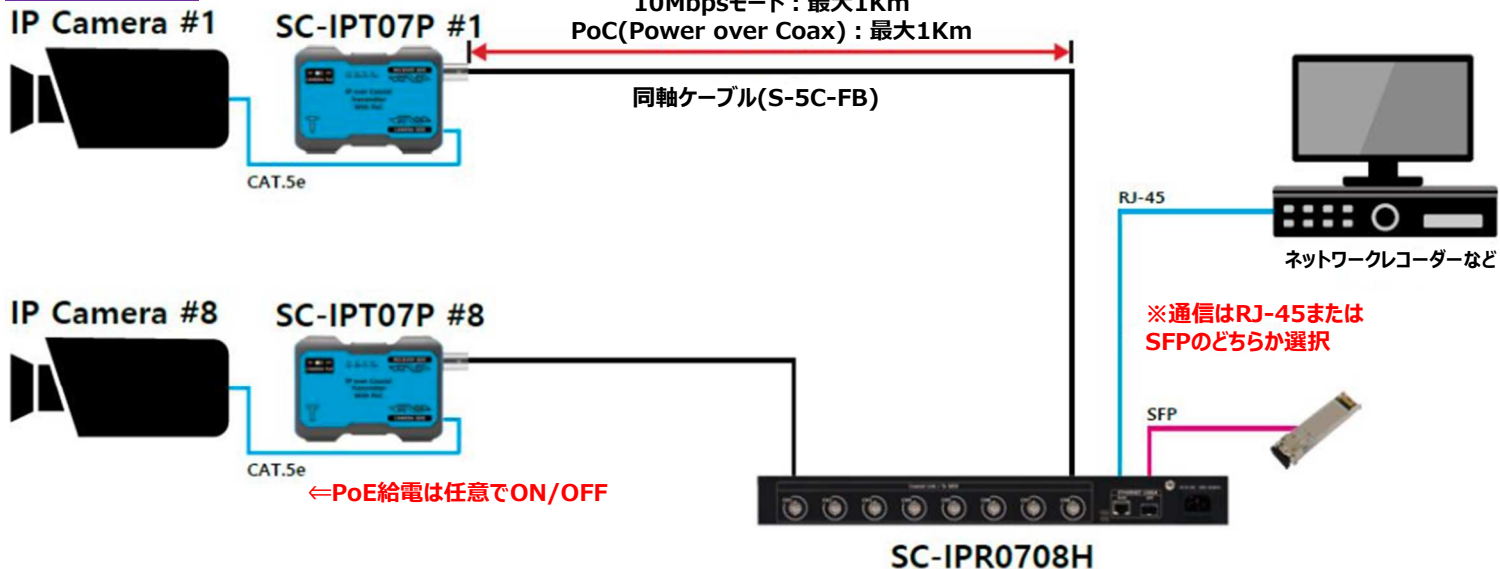 10Mbpsモード：最大1Km
PoC(Power over Coax)：最大1Km
IP Camera #1
SC-IPT07P #1
同軸ケーブル(S-5C-FB)
CAT.5e
RJ-45
ネットワークレコーダーなど
IP Camera #8
SC-IPT07P #8
※通信はRJ-45または
SFPのどちらか選択
SFP
CAT.5e
⇐PoE給電は任意でON/OFF
SC-IPR0708H